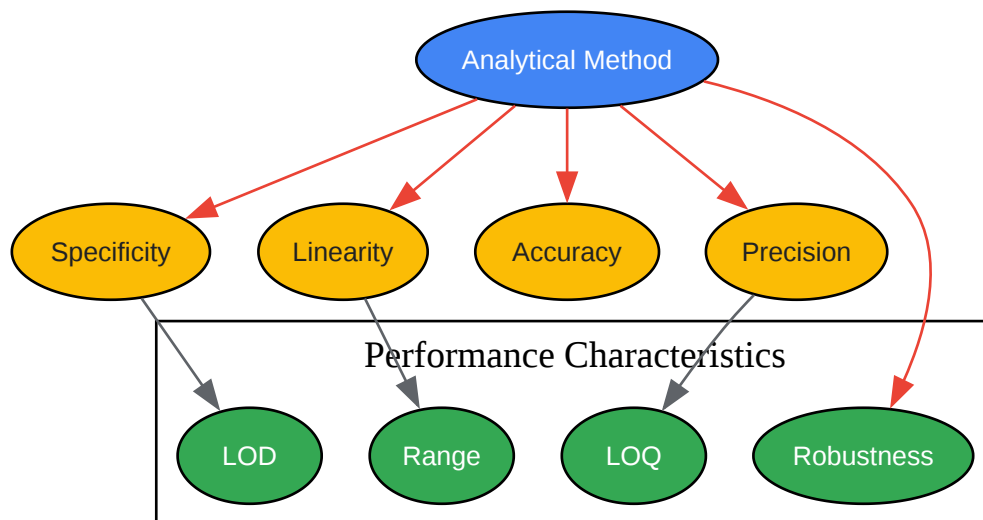 Analytical Method
Specificity
Linearity
Accuracy
Precision
Performance Characteristics
LOD
Range
LOQ
Robustness